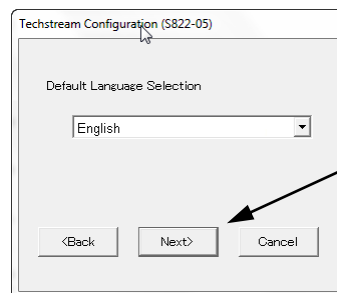 Techstream Configuration (S822-05)
Default Language Selection
English
<Back Next> Cancel